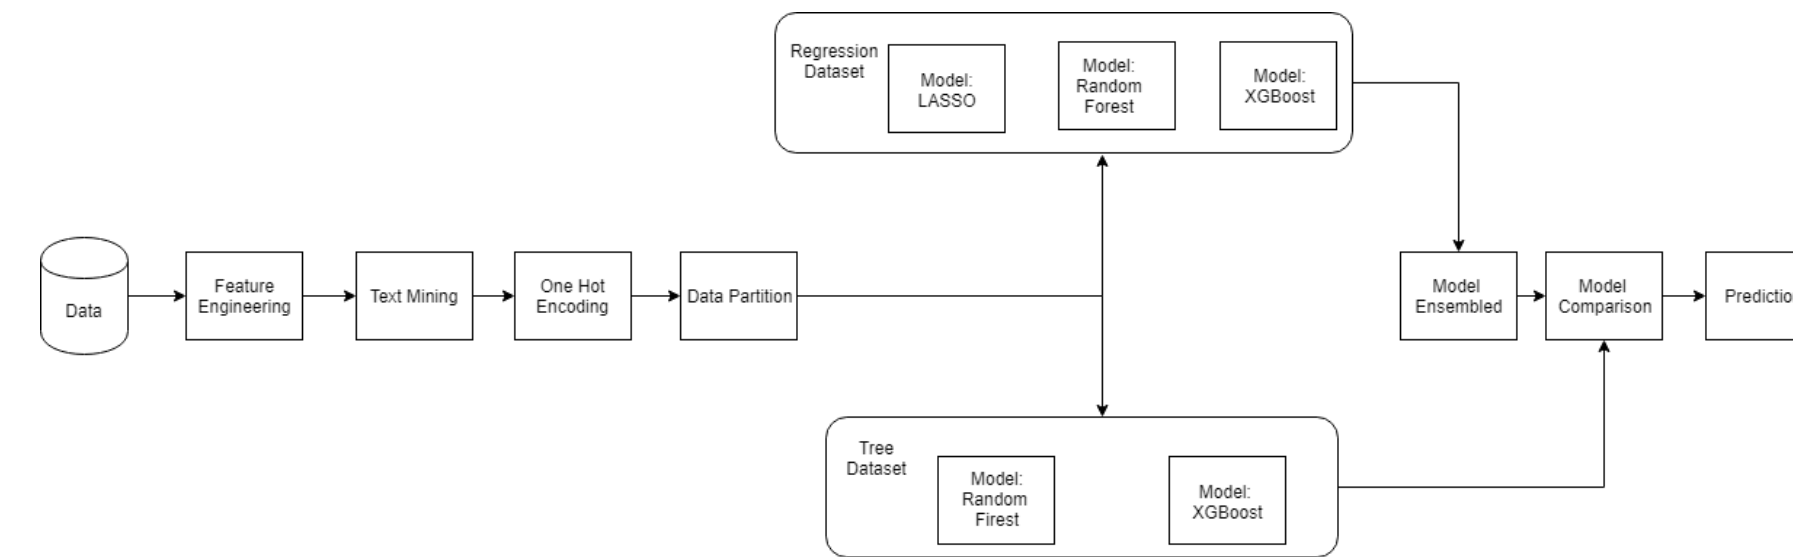 Regression
Dataset
Model:
LASSO
Model:
Random
Forest
Model:
XGBoost
Data
Feature
Engineering
Text Mining
One Hot
Encoding
Data Partition
Model
Ensembled
Model
Comparison
Predictio
Tree
Dataset
Model:
Random
Firest
Model:
XGBoost